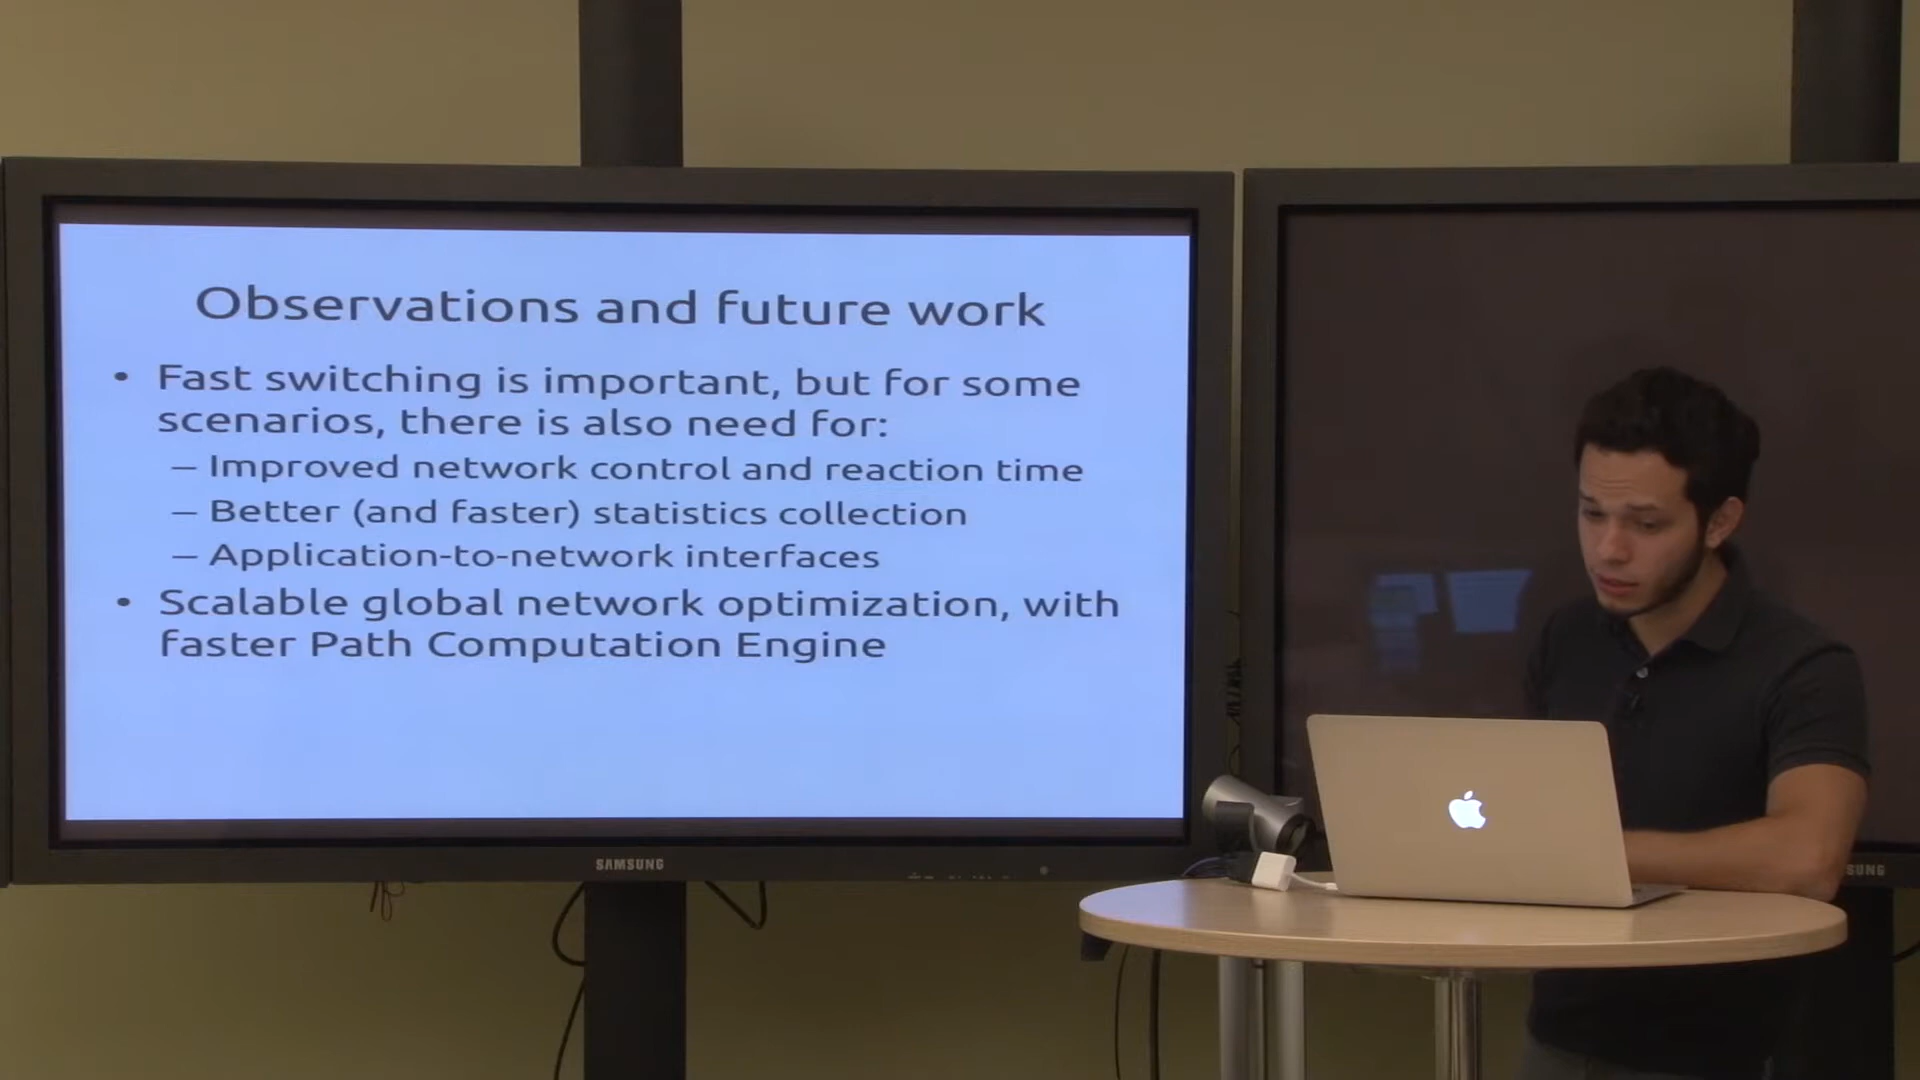 Observations and future work
• Fast switching is important, but for some
scenarios, there is also need for:
– Improved network control and reaction time
– Better (and faster) statistics collection
– Application-to-network interfaces
• Scalable global network optimization, with
faster Path Computation Engine
SAMSUNG
SUNG